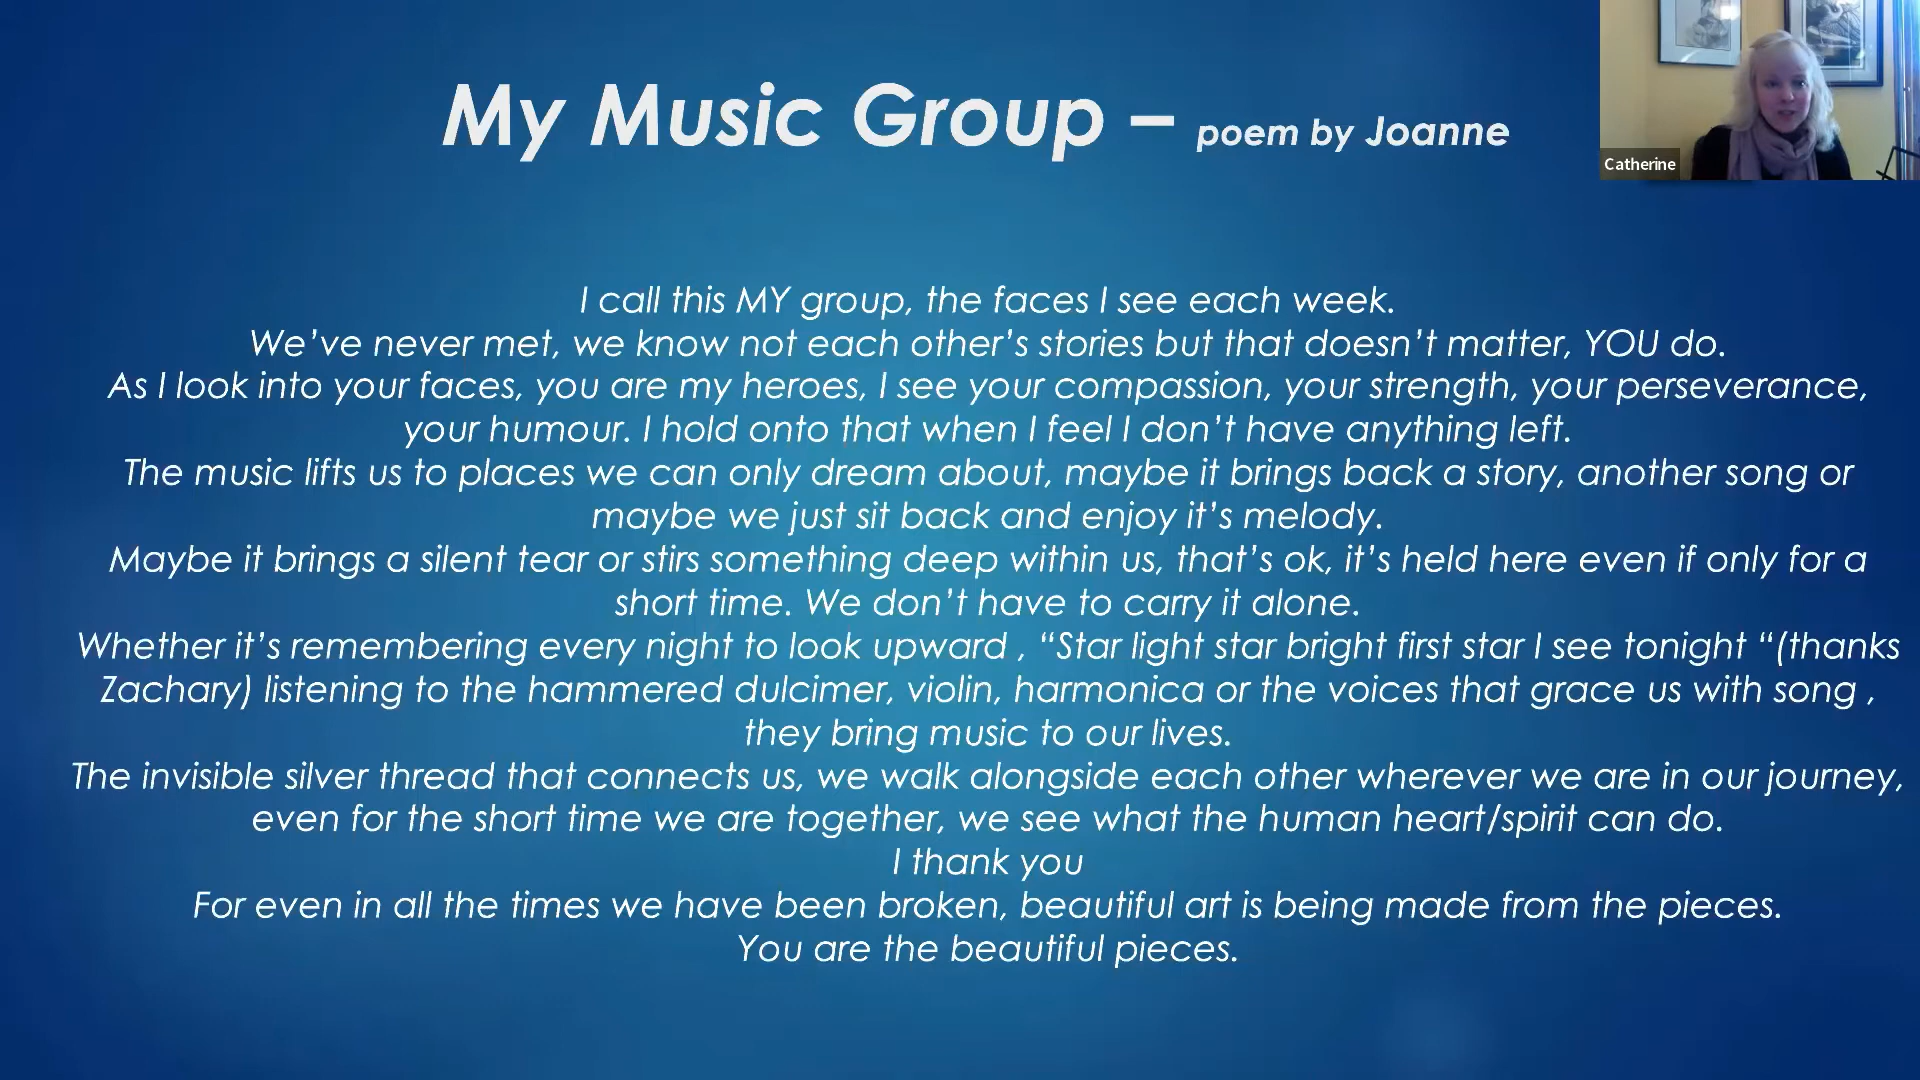 My Music Group – poem by Joanne
Catherine
I call this MY group, the faces I see each week.
We’ve never met, we know not each other’s stories but that doesn’t matter, YOU do.
As I look into your faces, you are my heroes, I see your compassion, your strength, your perseverance,
your humour. I hold onto that when I feel I don’t have anything left.
The music lifts us to places we can only dream about, maybe it brings back a story, another song or
maybe we just sit back and enjoy it’s melody.
Maybe it brings a silent tear or stirs something deep within us, that’s ok, it’s held here even if only for a
short time. We don’t have to carry it alone.
Whether it’s remembering every night to look upward , “Star light star bright first star I see tonight “(thanks
Zachary) listening to the hammered dulcimer, violin, harmonica or the voices that grace us with song ,
they bring music to our lives.
The invisible silver thread that connects us, we walk alongside each other wherever we are in our journey,
even for the short time we are together, we see what the human heart/spirit can do.
I thank you
For even in all the times we have been broken, beautiful art is being made from the pieces.
You are the beautiful pieces.